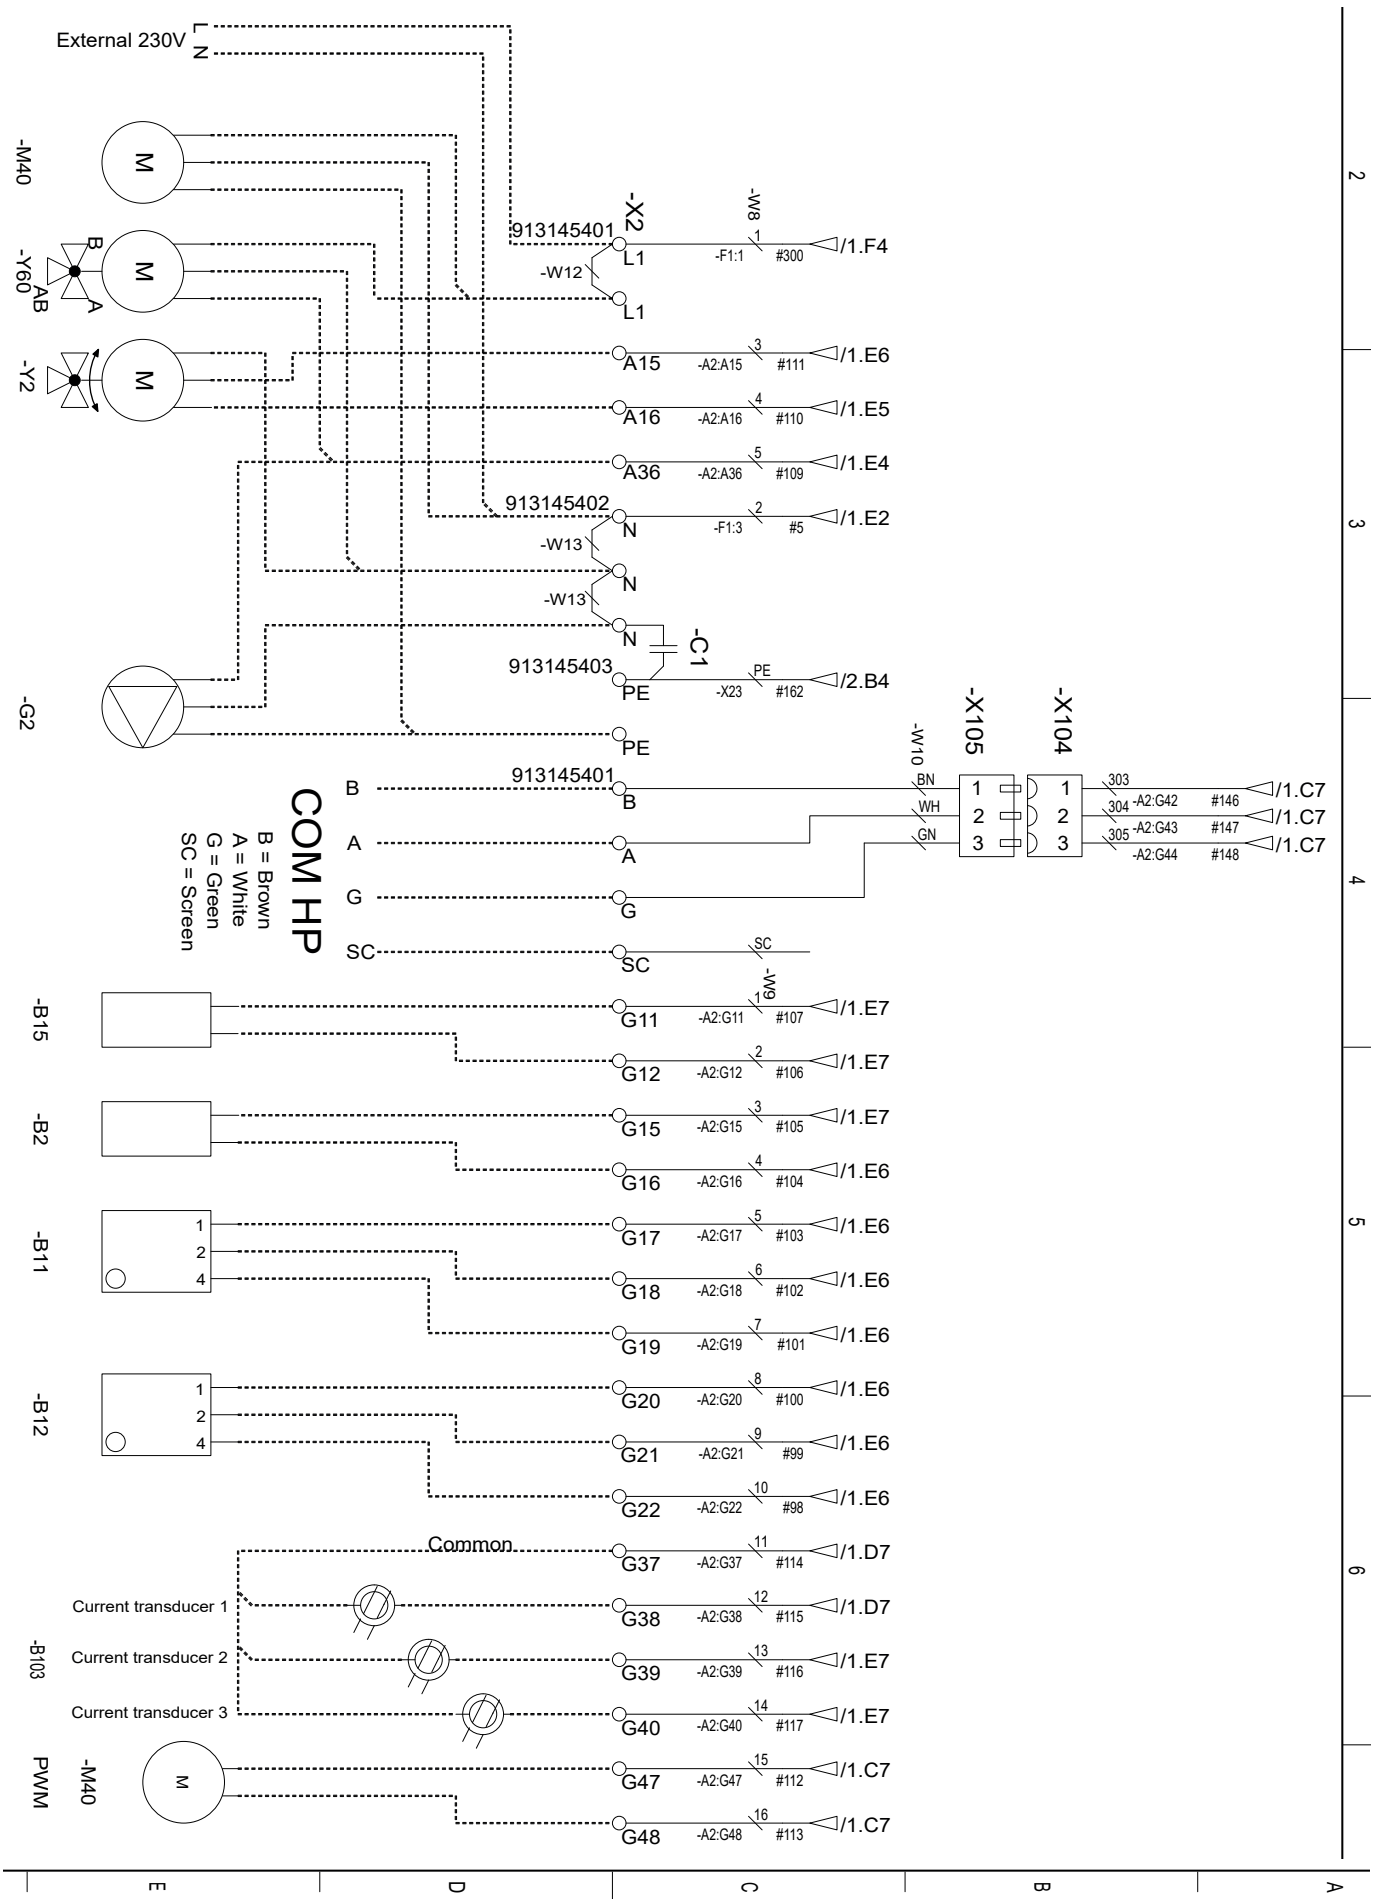 External 230V
L
N
2
-M40
M
-X2
-W8
913145401
L1
-F1:1
1
#300
/1.F4
-W12
L1
-Y60
B
A
AB
M
A15
-A2:A15
3
#111
/1.E6
-Y2
M
A16
-A2:A16
4
#110
/1.E5
A36
-A2:A36
5
#109
/1.E4
913145402
N
-F1:3
2
#5
/1.E2
3
-W13
N
-W13
N
-C1
913145403
PE
-X23
PE
#162
/2.B4
-G2
PE
-W10
-X105
-X104
B
913145401
B
BN
1
1
303
-A2:G42
#146
/1.C7
WH
2
2
304
-A2:G43
#147
/1.C7
A
A
GN
3
3
305
-A2:G44
#148
/1.C7
4
G
G
SC
SC
SC
COM HP
B = Brown
A = White
G = Green
SC = Screen
-W9
-B15
G11
-A2:G11
1
#107
/1.E7
G12
-A2:G12
2
#106
/1.E7
-B2
G15
-A2:G15
3
#105
/1.E7
G16
-A2:G16
4
#104
/1.E6
-B11
1
2
4
G17
-A2:G17
5
#103
/1.E6
5
G18
-A2:G18
6
#102
/1.E6
G19
-A2:G19
7
#101
/1.E6
-B12
1
2
4
G20
-A2:G20
8
#100
/1.E6
G21
-A2:G21
9
#99
/1.E6
G22
-A2:G22
10
#98
/1.E6
Common
G37
-A2:G37
11
#114
/1.D7
6
-B103
Current transducer 1
G38
-A2:G38
12
#115
/1.D7
Current transducer 2
G39
-A2:G39
13
#116
/1.E7
Current transducer 3
G40
-A2:G40
14
#117
/1.E7
PWM
-M40
M
G47
-A2:G47
15
#112
/1.C7
G48
-A2:G48
16
#113
/1.C7
E
D
C
B
A